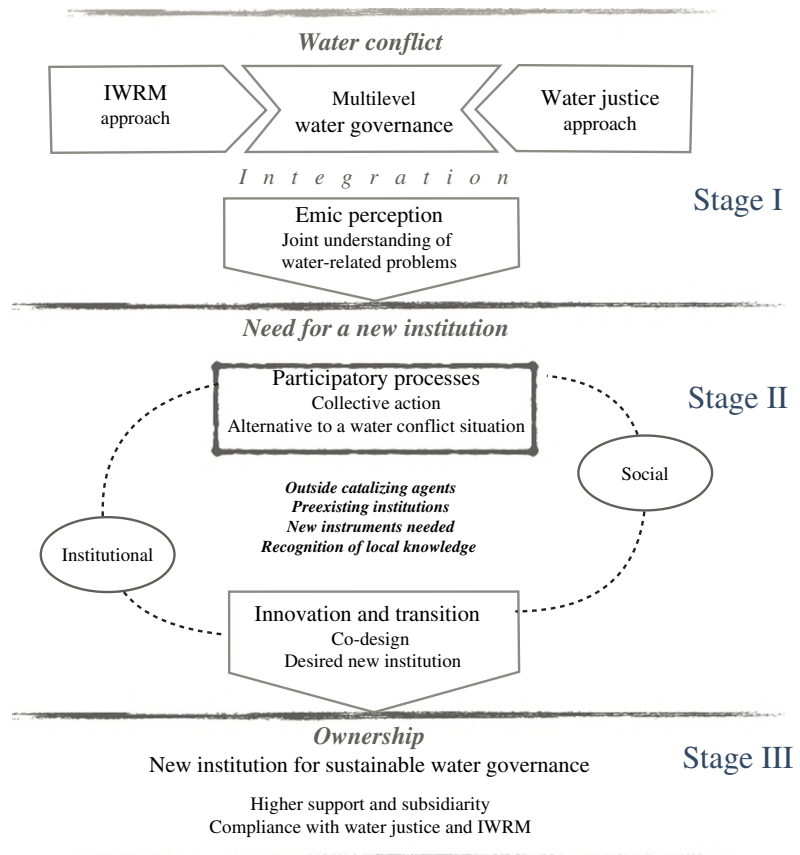 Water conflict
IWRM
approach
Multilevel
water governance
Water justice
approach
Integration
Stage I
Emic perception
Joint understanding of
water-related problems
Need for a new institution
Participatory processes
Collective action
Alternative to a water conflict situation
Stage II
Social
Outside catalizing agents
Preexisting institutions
New instruments needed
Recognition of local knowledge
Institutional
Innovation and transition
Co-design
Desired new institution
Ownership
New institution for sustainable water governance
Stage III
Higher support and subsidiarity
Compliance with water justice and IWRM